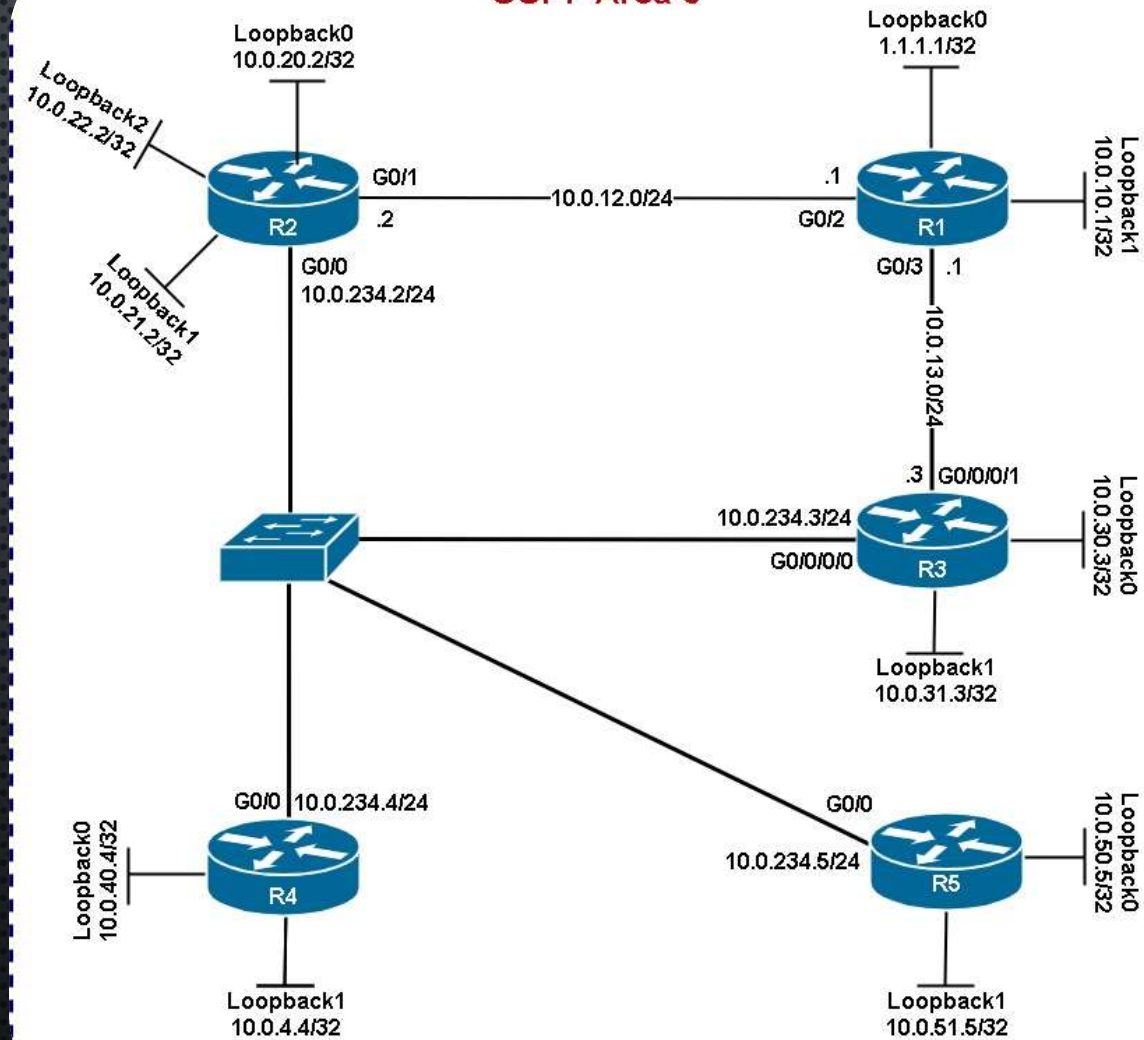 OSPF Area 0
Loopback0
10.0.20.2/32
Loopback0
1.1.1.1/32
Loopback2
10.0.22.2/32
Loopback1
10.0.10.1/32
G0/1
.2
10.0.12.0/24
.1
G0/2
R2
R1
Loopback1
10.0.21.2/32
G0/0
10.0.234.2/24
G0/3
.1
10.0.13.0/24
.3
G0/0/0/1
10.0.234.3/24
G0/0/0/0
R3
Loopback0
10.0.30.3/32
Loopback1
10.0.31.3/32
G0/0
10.0.234.4/24
R4
Loopback0
10.0.40.4/32
Loopback1
10.0.4.4/32
G0/0
10.0.234.5/24
R5
Loopback0
10.0.50.5/32
Loopback1
10.0.51.5/32